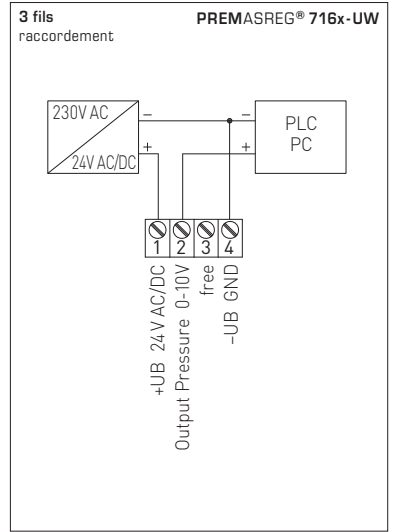 3 fils
raccordement
PREMASREG® 716x-UW
230V AC
24V AC/DC
−
+
−
+
PLC
PC
1 2 3 4
+UB 24 V AC/DC
Output Pressure 0-10V
free
−UB GND